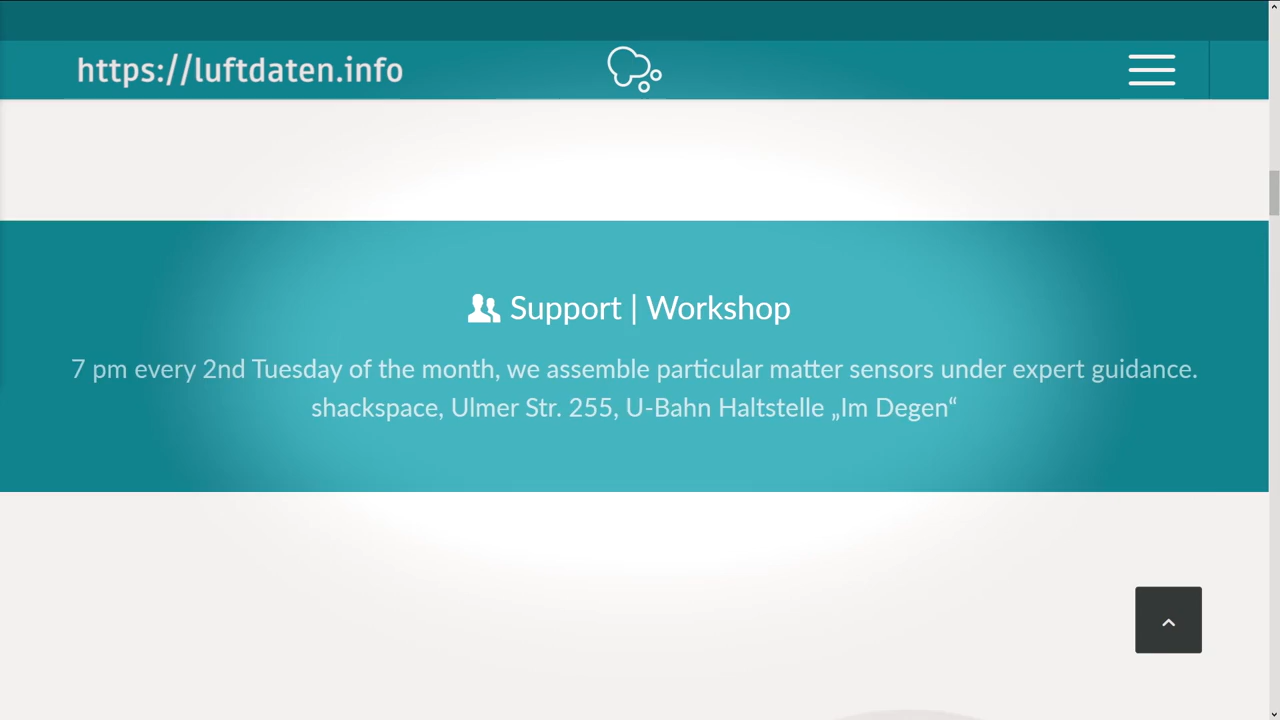 https://luftdaten.info
Support | Workshop
7 pm every 2nd Tuesday of the month, we assemble particular matter sensors under expert guidance.
shackspace, Ulmer Str. 255, U-Bahn Haltstelle „Im Degen“